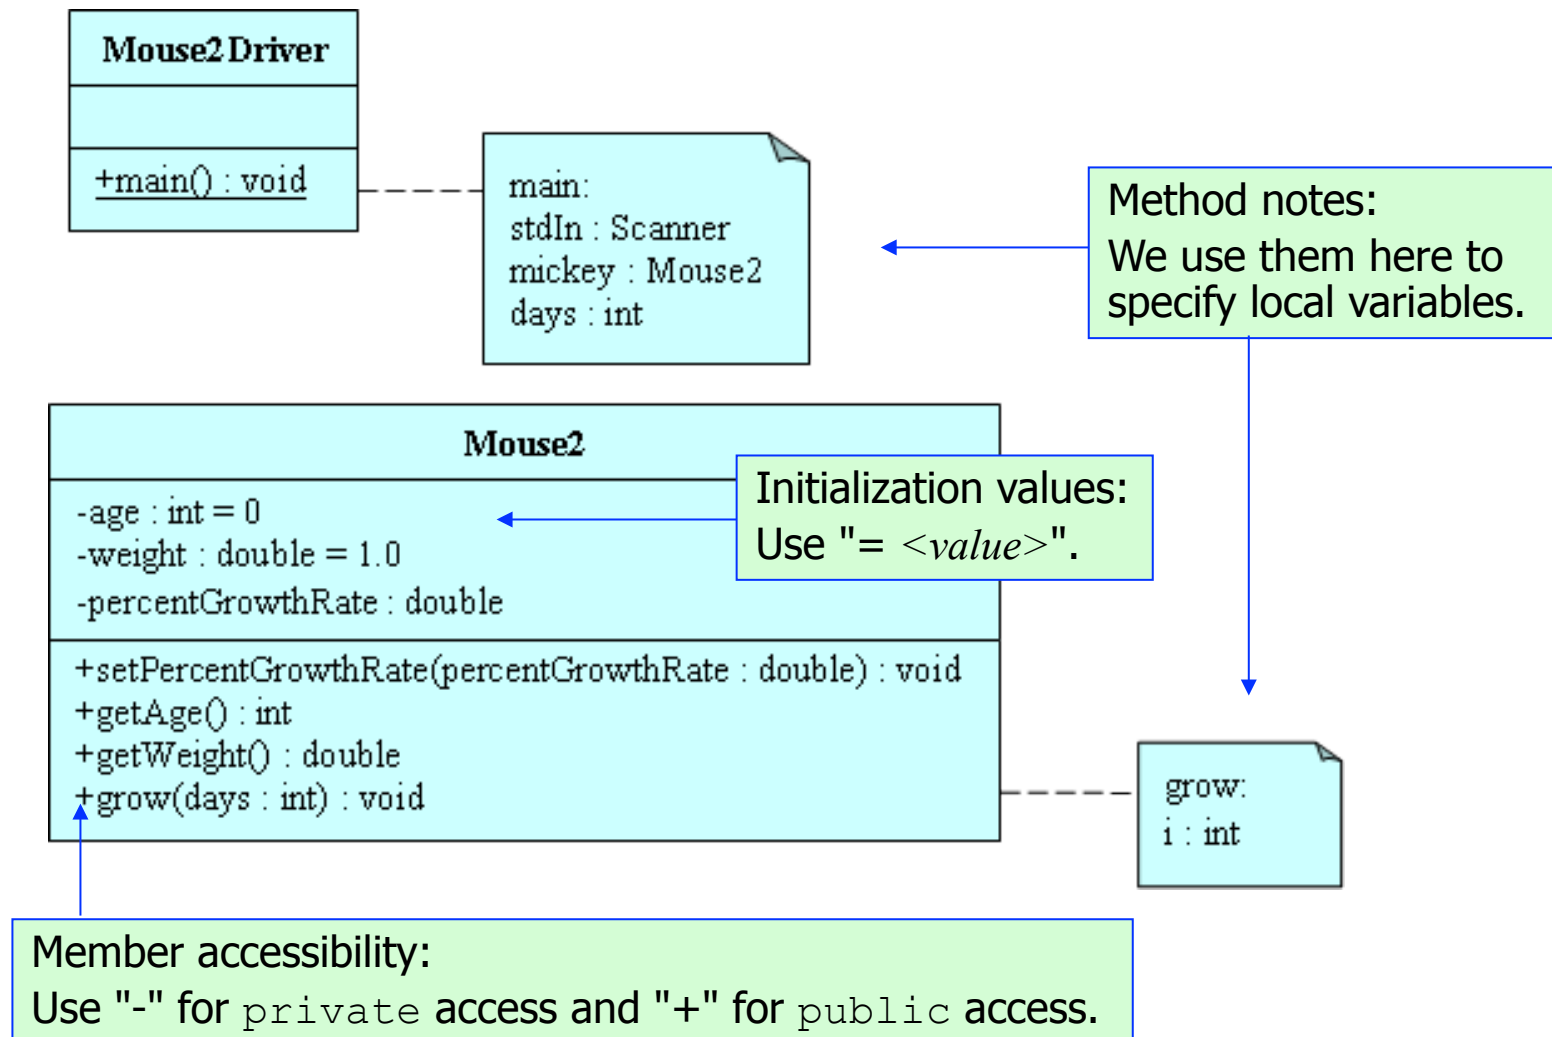 Mouse2Driver
+main() : void
main:
stdIn : Scanner
mickey : Mouse2
days : int
Method notes:
We use them here to
specify local variables.
Mouse2
-age : int = 0
-weight : double = 1.0
-percentGrowthRate : double
Initialization values:
Use "= <value>".
+setPercentGrowthRate(percentGrowthRate : double) : void
+getAge() : int
+getWeight() : double
+grow(days : int) : void
grow:
i : int
Member accessibility:
Use "-" for private access and "+" for public access.